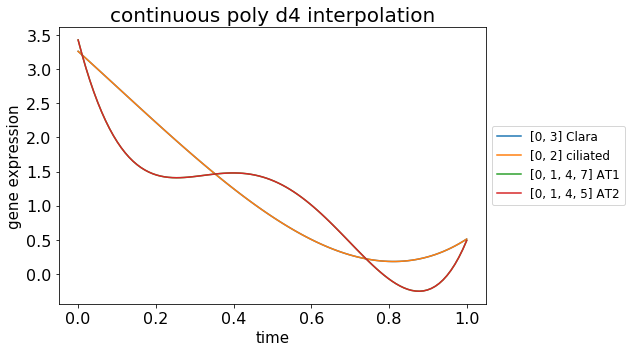 continuous poly d4 interpolation
gene expression
3.5
3.0
2.5
2.0
1.5
1.0
0.5
0.0
0.0 0.2 0.4 0.6 0.8 1.0
time
[0, 3] Clara
[0, 2] ciliated
[0, 1, 4, 7] AT1
[0, 1, 4, 5] AT2